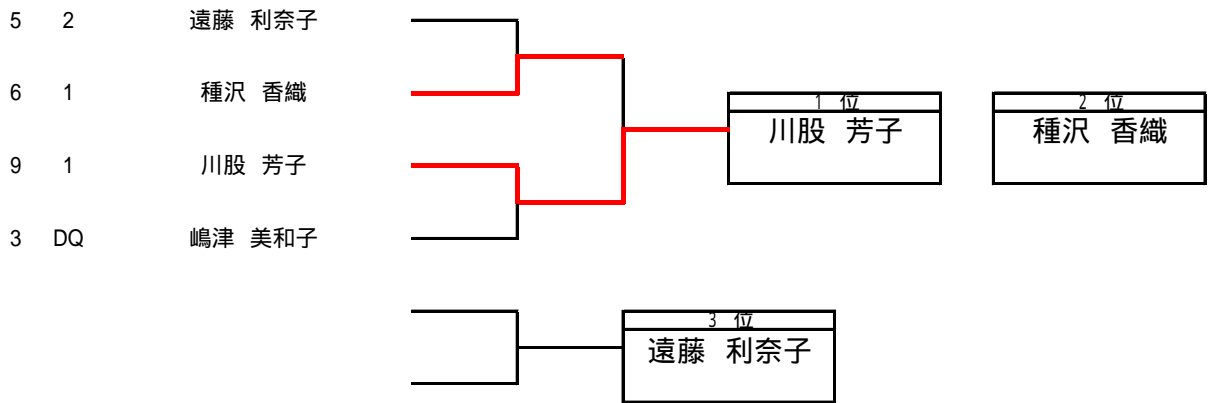 5 2 遠藤 利奈子
6 1 種沢 香織
1 位 2 位
川股 芳子 種沢 香織
9 1 川股 芳子
3 DQ 嶋津 美和子
3 位
遠藤 利奈子